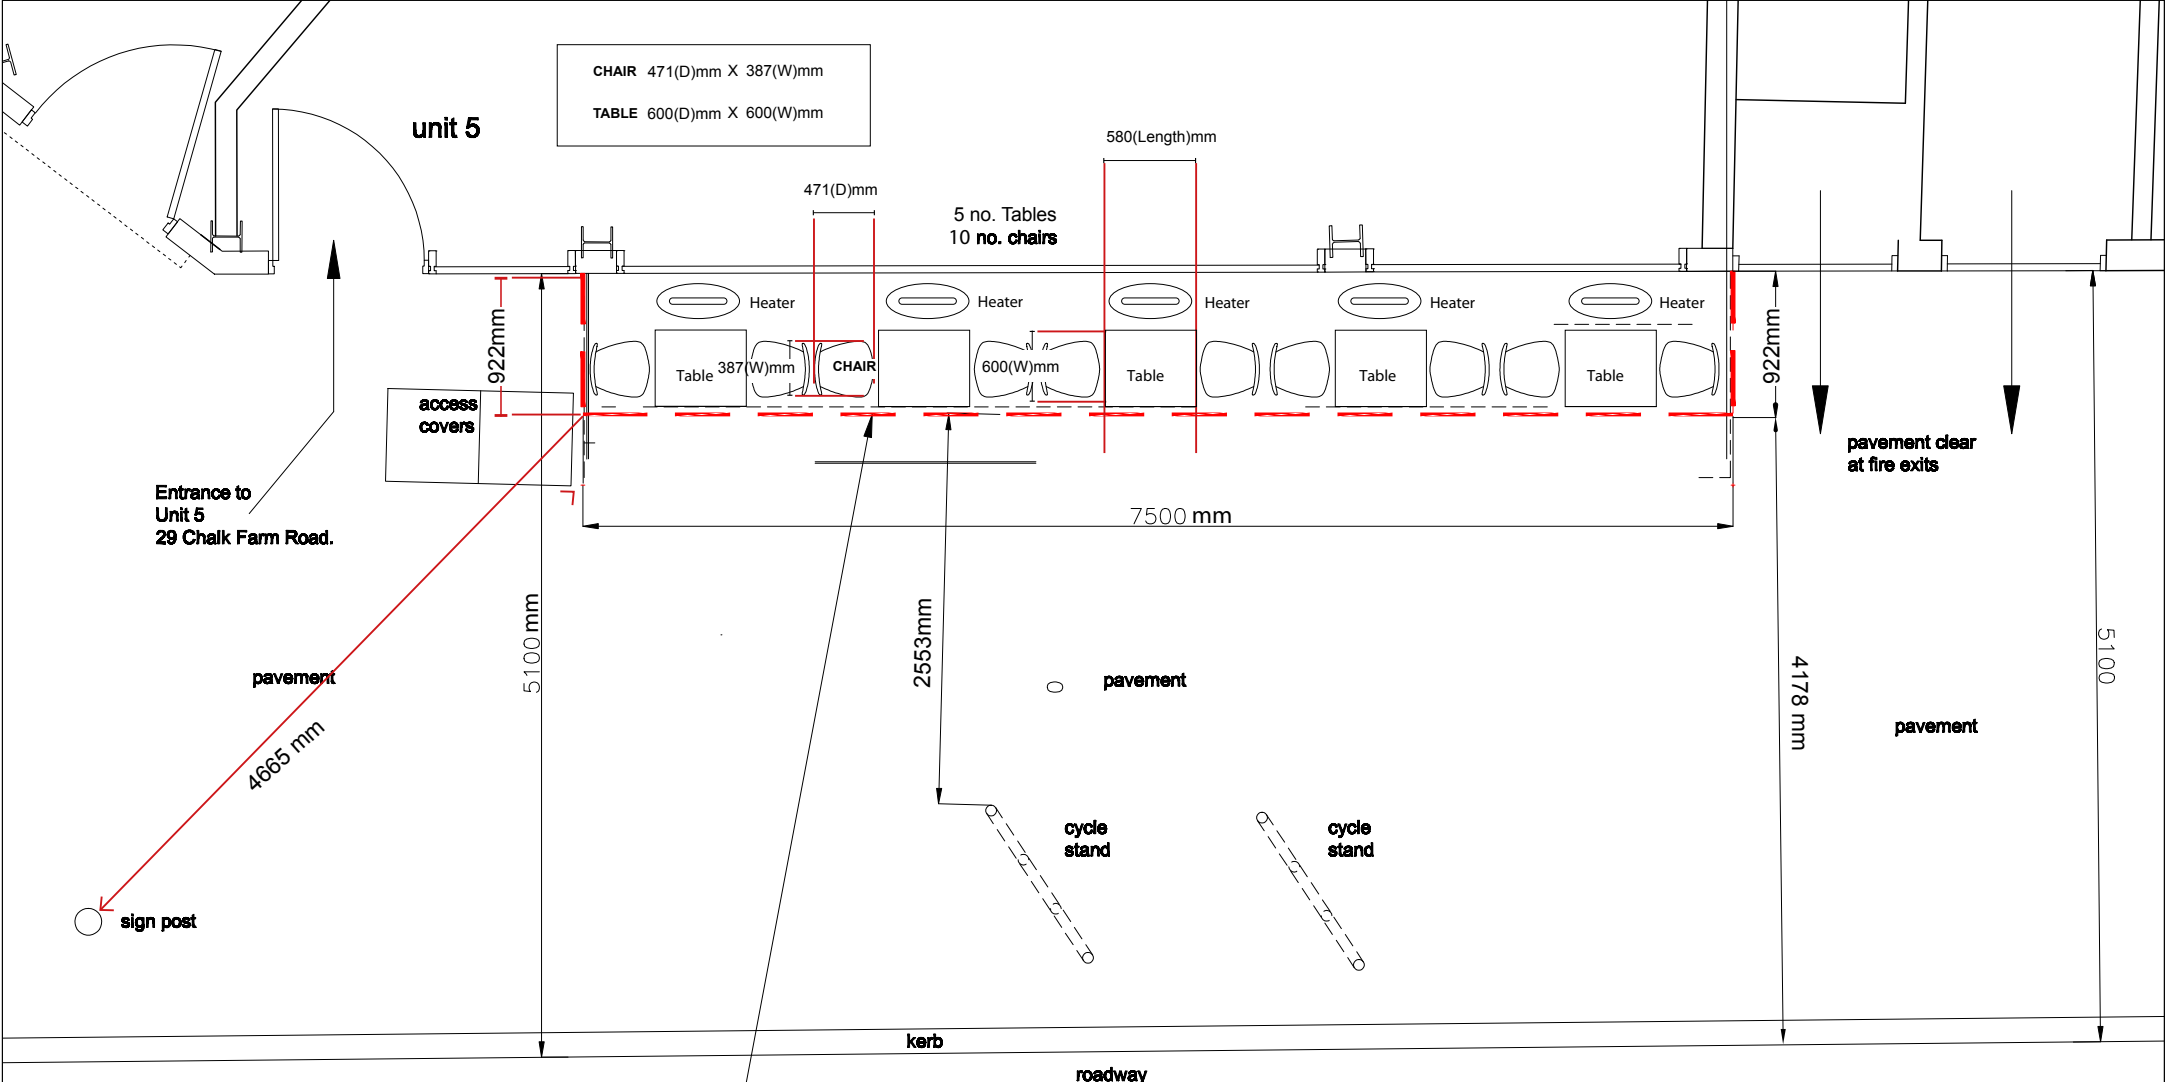 CHAIR 471(D)mm X 387(W)mm
TABLE 600(D)mm X 600(W)mm
unit 5
580(Length)mm
471(D)mm
5 no. Tables
10 no. chairs
Heater
Heater
Heater
Heater
Heater
922mm
922mm
387(W)mm
CHAIR
600(W)mm
Table
Table
Table
Table
access
covers
pavement clear
at fire exits
Entrance to
Unit 5
29 Chalk Farm Road.
7500 mm
5100 mm
2553mm
4178 mm
5100
pavement
pavement
pavement
4665 mm
cycle
stand
cycle
stand
sign post
kerb
roadway